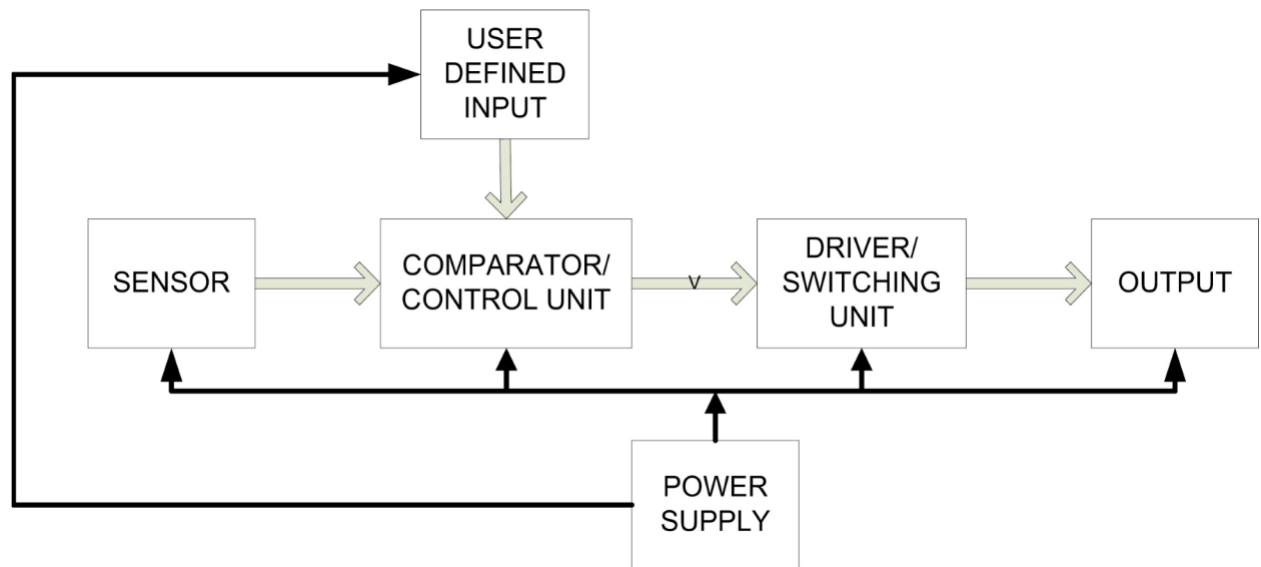 USER
DEFINED
INPUT
SENSOR
COMPARATOR/
CONTROL UNIT
V
DRIVER/
SWITCHING
UNIT
OUTPUT
POWER
SUPPLY